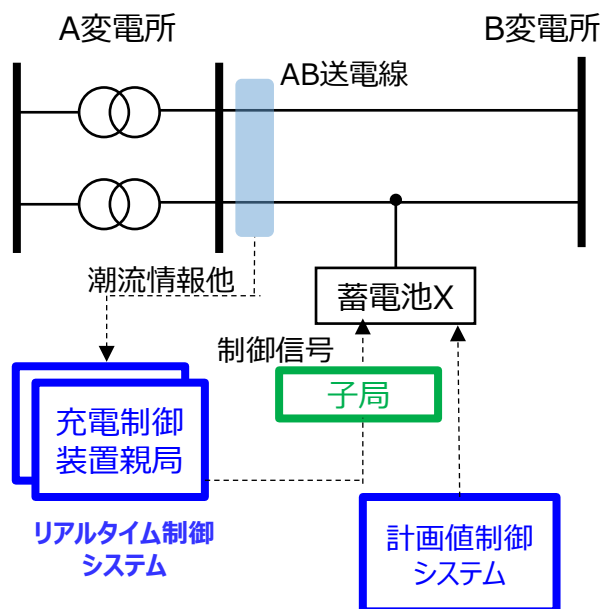 A変電所
B変電所
AB送電線
潮流情報他
蓄電池X
制御信号
子局
充電制御
装置親局
リアルタイム制御
システム
計画値制御
システム